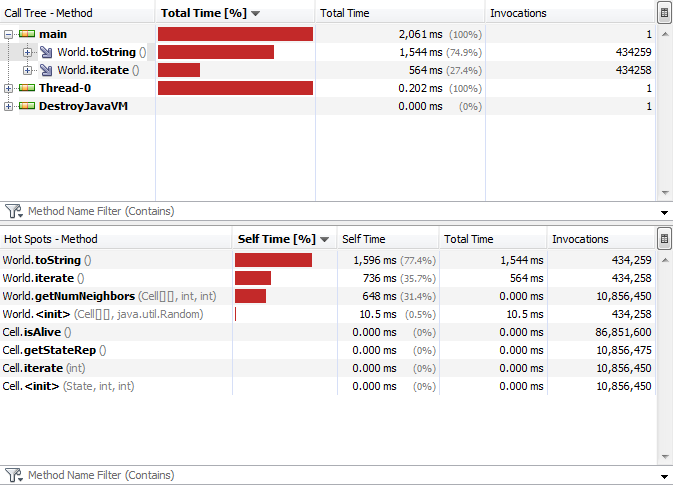 Call Tree - Method Total Time [%] Total Time Invocations
main 2,061 ms (100%) 1
World.toString () 1,544 ms (74.9%) 434259
World.iterate () 564 ms (27.4%) 434258
Thread-0 0.202 ms (100%) 1
DestroyJavaVM 0.000 ms (0%) 1
Method Name Filter (Contains)
Hot Spots - Method Self Time [%] Self Time Total Time Invocations
World.toString () 1,596 ms (77.4%) 1,544 ms 434,259
World.iterate () 736 ms (35.7%) 564 ms 434,258
World.getNumNeighbors (Cell[][], int, int) 648 ms (31.4%) 0.000 ms 10,856,450
World.<init> (Cell[][], java.util.Random) 10.5 ms (0.5%) 10.5 ms 434,258
Cell.isAlive () 0.000 ms (0%) 0.000 ms 86,851,600
Cell.getStateRep () 0.000 ms (0%) 0.000 ms 10,856,475
Cell.iterate (int) 0.000 ms (0%) 0.000 ms 10,856,450
Cell.<init> (State, int, int) 0.000 ms (0%) 0.000 ms 10,856,450
Method Name Filter (Contains)